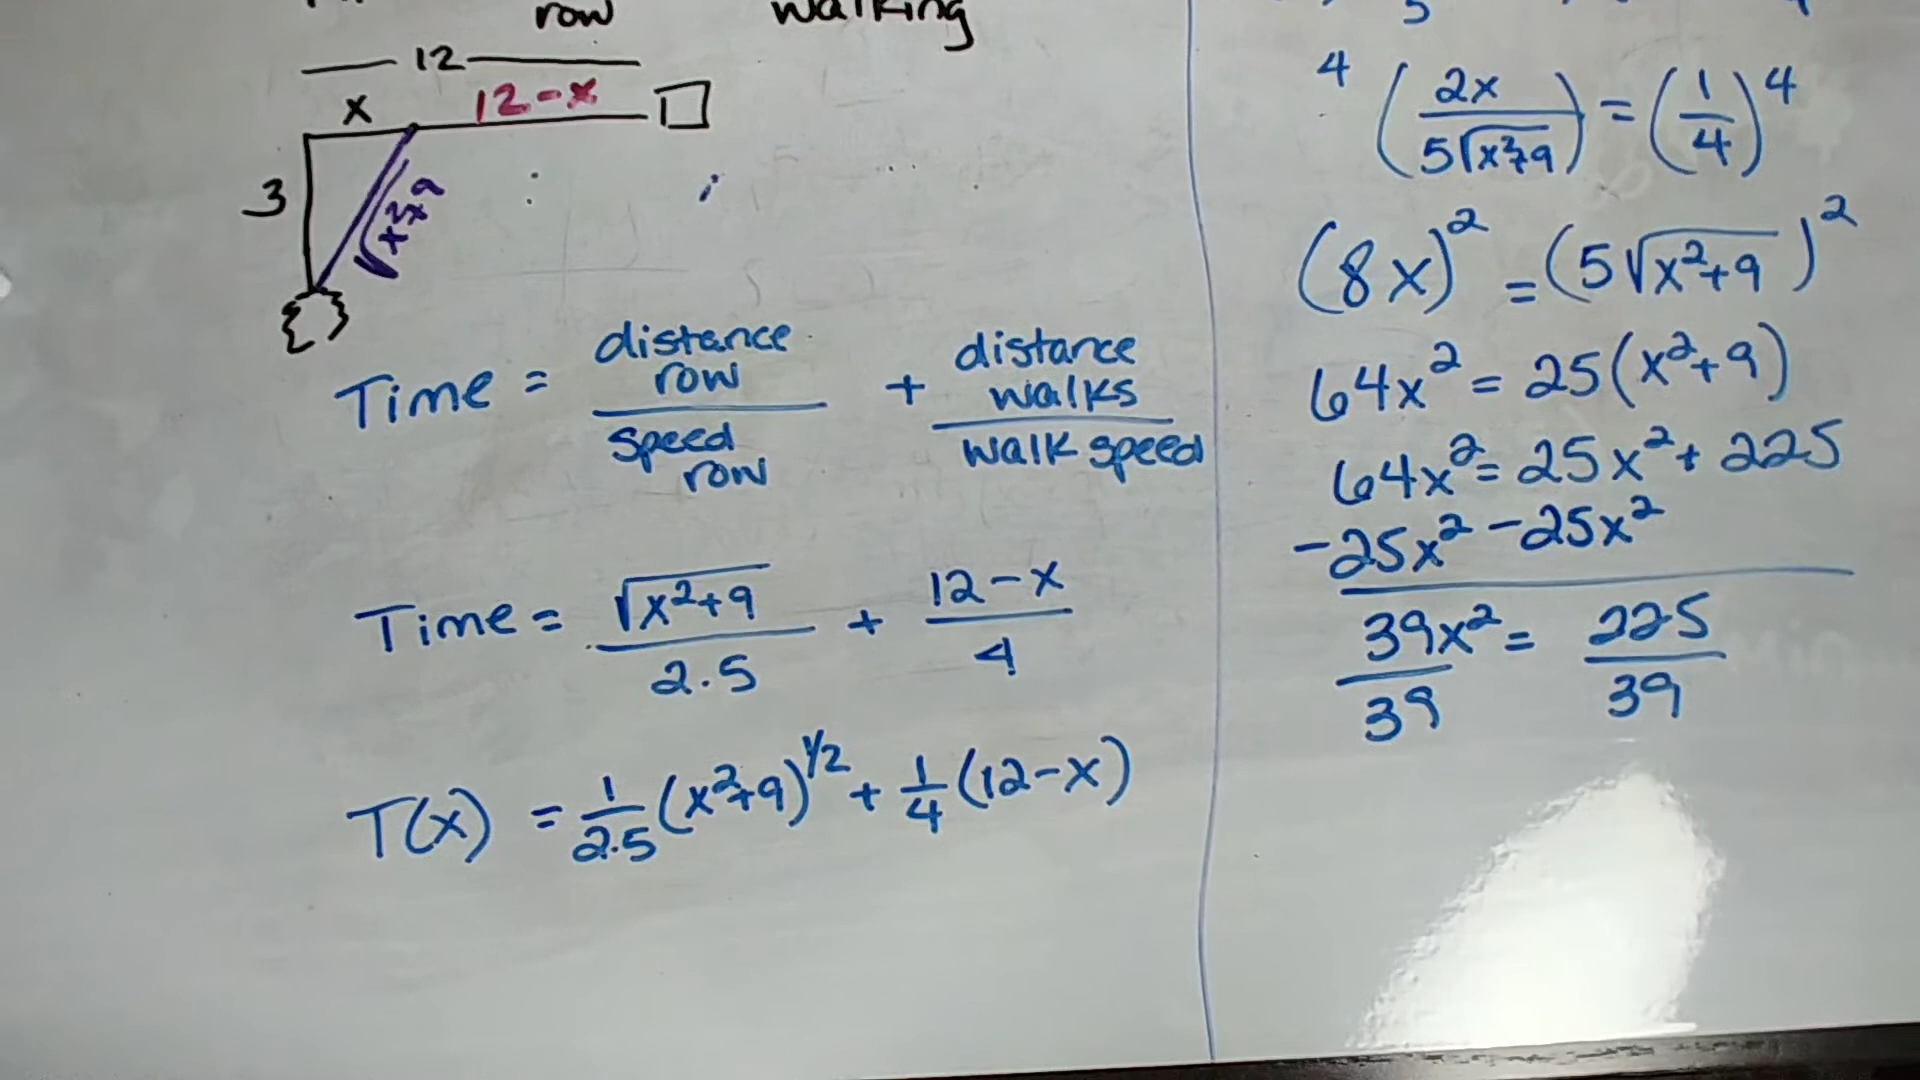 row walking
12
x 12-x
3
√x²+9
Time = distance row / speed row + distance walks / walk speed
Time = √x²+9 / 2.5 + 12-x / 4
T(x) = 1/2.5 (x²+9)^1/2 + 1/4 (12-x)
5
4 (2x / 5√x²+9) = (1/4) 4
(8x)² = (5√x²+9)²
64x² = 25(x²+9)
64x² = 25x² + 225
-25x² -25x²
39x² / 39 = 225 / 39